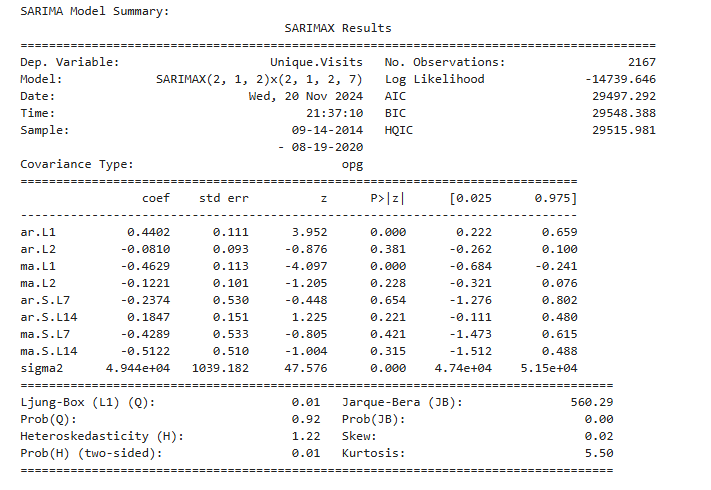 SARIMA Model Summary:
SARIMAX Results
==========================================================================================
Dep. Variable: Unique.Visits No. Observations: 2167
Model: SARIMAX(2, 1, 2)x(2, 1, 2, 7) Log Likelihood -14739.646
Date: Wed, 20 Nov 2024 AIC 29497.292
Time: 21:37:10 BIC 29548.388
Sample: 09-14-2014 HQIC 29515.981
- 08-19-2020
Covariance Type: opg
==============================================================================
coef std err z P>|z| [0.025 0.975]
------------------------------------------------------------------------------
ar.L1 0.4402 0.111 3.952 0.000 0.222 0.659
ar.L2 -0.0810 0.093 -0.876 0.381 -0.262 0.100
ma.L1 -0.4629 0.113 -4.097 0.000 -0.684 -0.241
ma.L2 -0.1221 0.101 -1.205 0.228 -0.321 0.076
ar.S.L7 -0.2374 0.530 -0.448 0.654 -1.276 0.802
ar.S.L14 0.1847 0.151 1.225 0.221 -0.111 0.480
ma.S.L7 -0.4289 0.533 -0.805 0.421 -1.473 0.615
ma.S.L14 -0.5122 0.510 -1.004 0.315 -1.512 0.488
sigma2 4.944e+04 1039.182 47.576 0.000 4.74e+04 5.15e+04
===================================================================================
Ljung-Box (L1) (Q): 0.01 Jarque-Bera (JB): 560.29
Prob(Q): 0.92 Prob(JB): 0.00
Heteroskedasticity (H): 1.22 Skew: 0.02
Prob(H) (two-sided): 0.01 Kurtosis: 5.50
===================================================================================